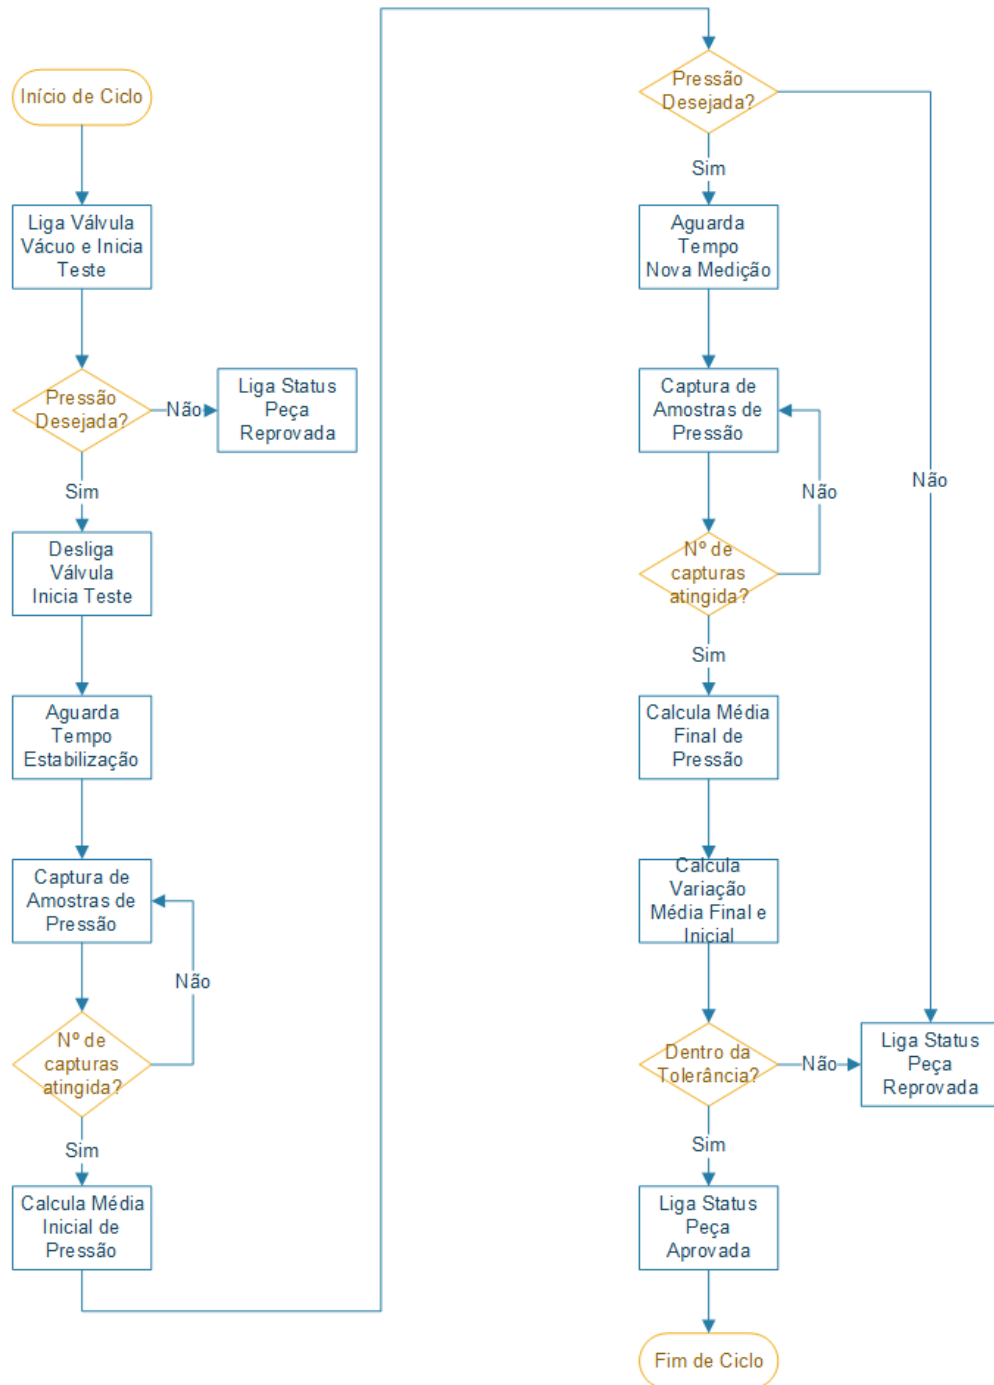 Início de Ciclo
Liga Válvula
Vácuo e Inicia
Teste
Pressão
Desejada?
Não
Liga Status
Peça
Reprovada
Sim
Desliga
Válvula
Inicia Teste
Aguarda
Tempo
Estabilização
Captura de
Amostras de
Pressão
Não
Nº de
capturas
atingida?
Sim
Calcula Média
Inicial de
Pressão
Pressão
Desejada?
Sim
Não
Aguarda
Tempo
Nova Medição
Captura de
Amostras de
Pressão
Não
Nº de
capturas
atingida?
Sim
Calcula Média
Final de
Pressão
Calcula
Variação
Média Final e
Inicial
Dentro da
Tolerância?
Não
Liga Status
Peça
Reprovada
Sim
Liga Status
Peça
Aprovada
Fim de Ciclo